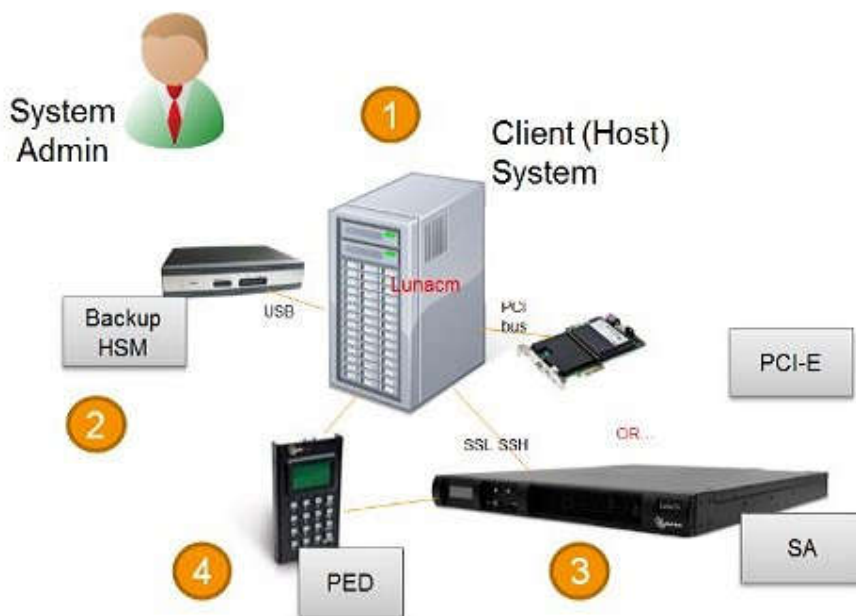 System
Admin
1
Client (Host)
System
Lunacm
USB
PCI
bus
Backup
HSM
PCI-E
2
OR...
SSL SSH
4
PED
3
SA